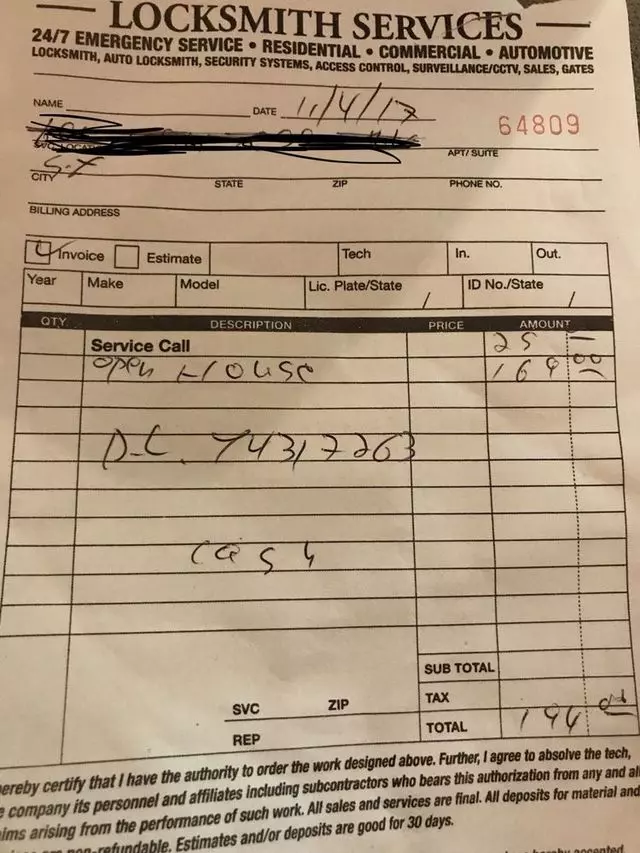 LOCKSMITH SERVICES
24/7 EMERGENCY SERVICE • RESIDENTIAL • COMMERCIAL • AUTOMOTIVE
LOCKSMITH, AUTO LOCKSMITH, SECURITY SYSTEMS, ACCESS CONTROL, SURVEILLANCE/CCTV, SALES, GATES
NAME DATE 11/4/17
64809
APT/ SUITE
S.F
CITY STATE ZIP PHONE NO.
BILLING ADDRESS
Invoice Estimate Tech In. Out.
Year Make Model Lic. Plate/State / ID No./State /
QTY DESCRIPTION PRICE AMOUNT
Service Call 25 —
open House 169 00
D-L. Y4317263
cash
SUB TOTAL
SVC ZIP TAX
REP TOTAL 194
hereby certify that I have the authority to order the work designed above. Further, I agree to absolve the tech,
company its personnel and affiliates including subcontractors who bears this authorization from any and all
arising from the performance of such work. All sales and services are final. All deposits for material and
non-refundable. Estimates and/or deposits are good for 30 days.